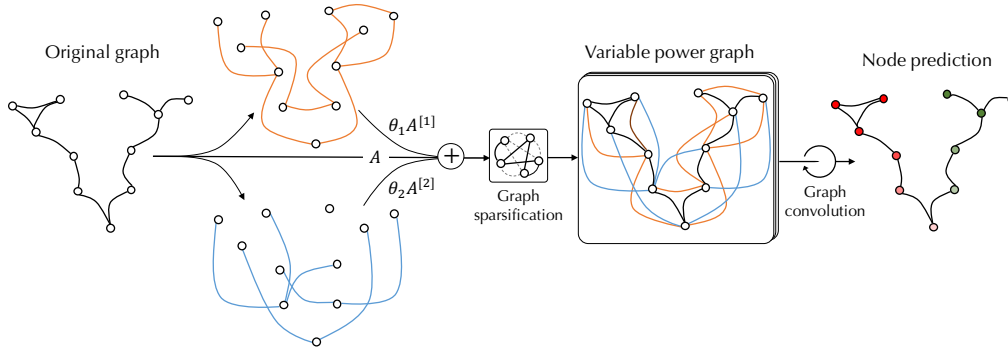 Original graph
Variable power graph
Node prediction
θ₁A^[1]
A
θ₂A^[2]
+
Graph
sparsification
Graph
convolution